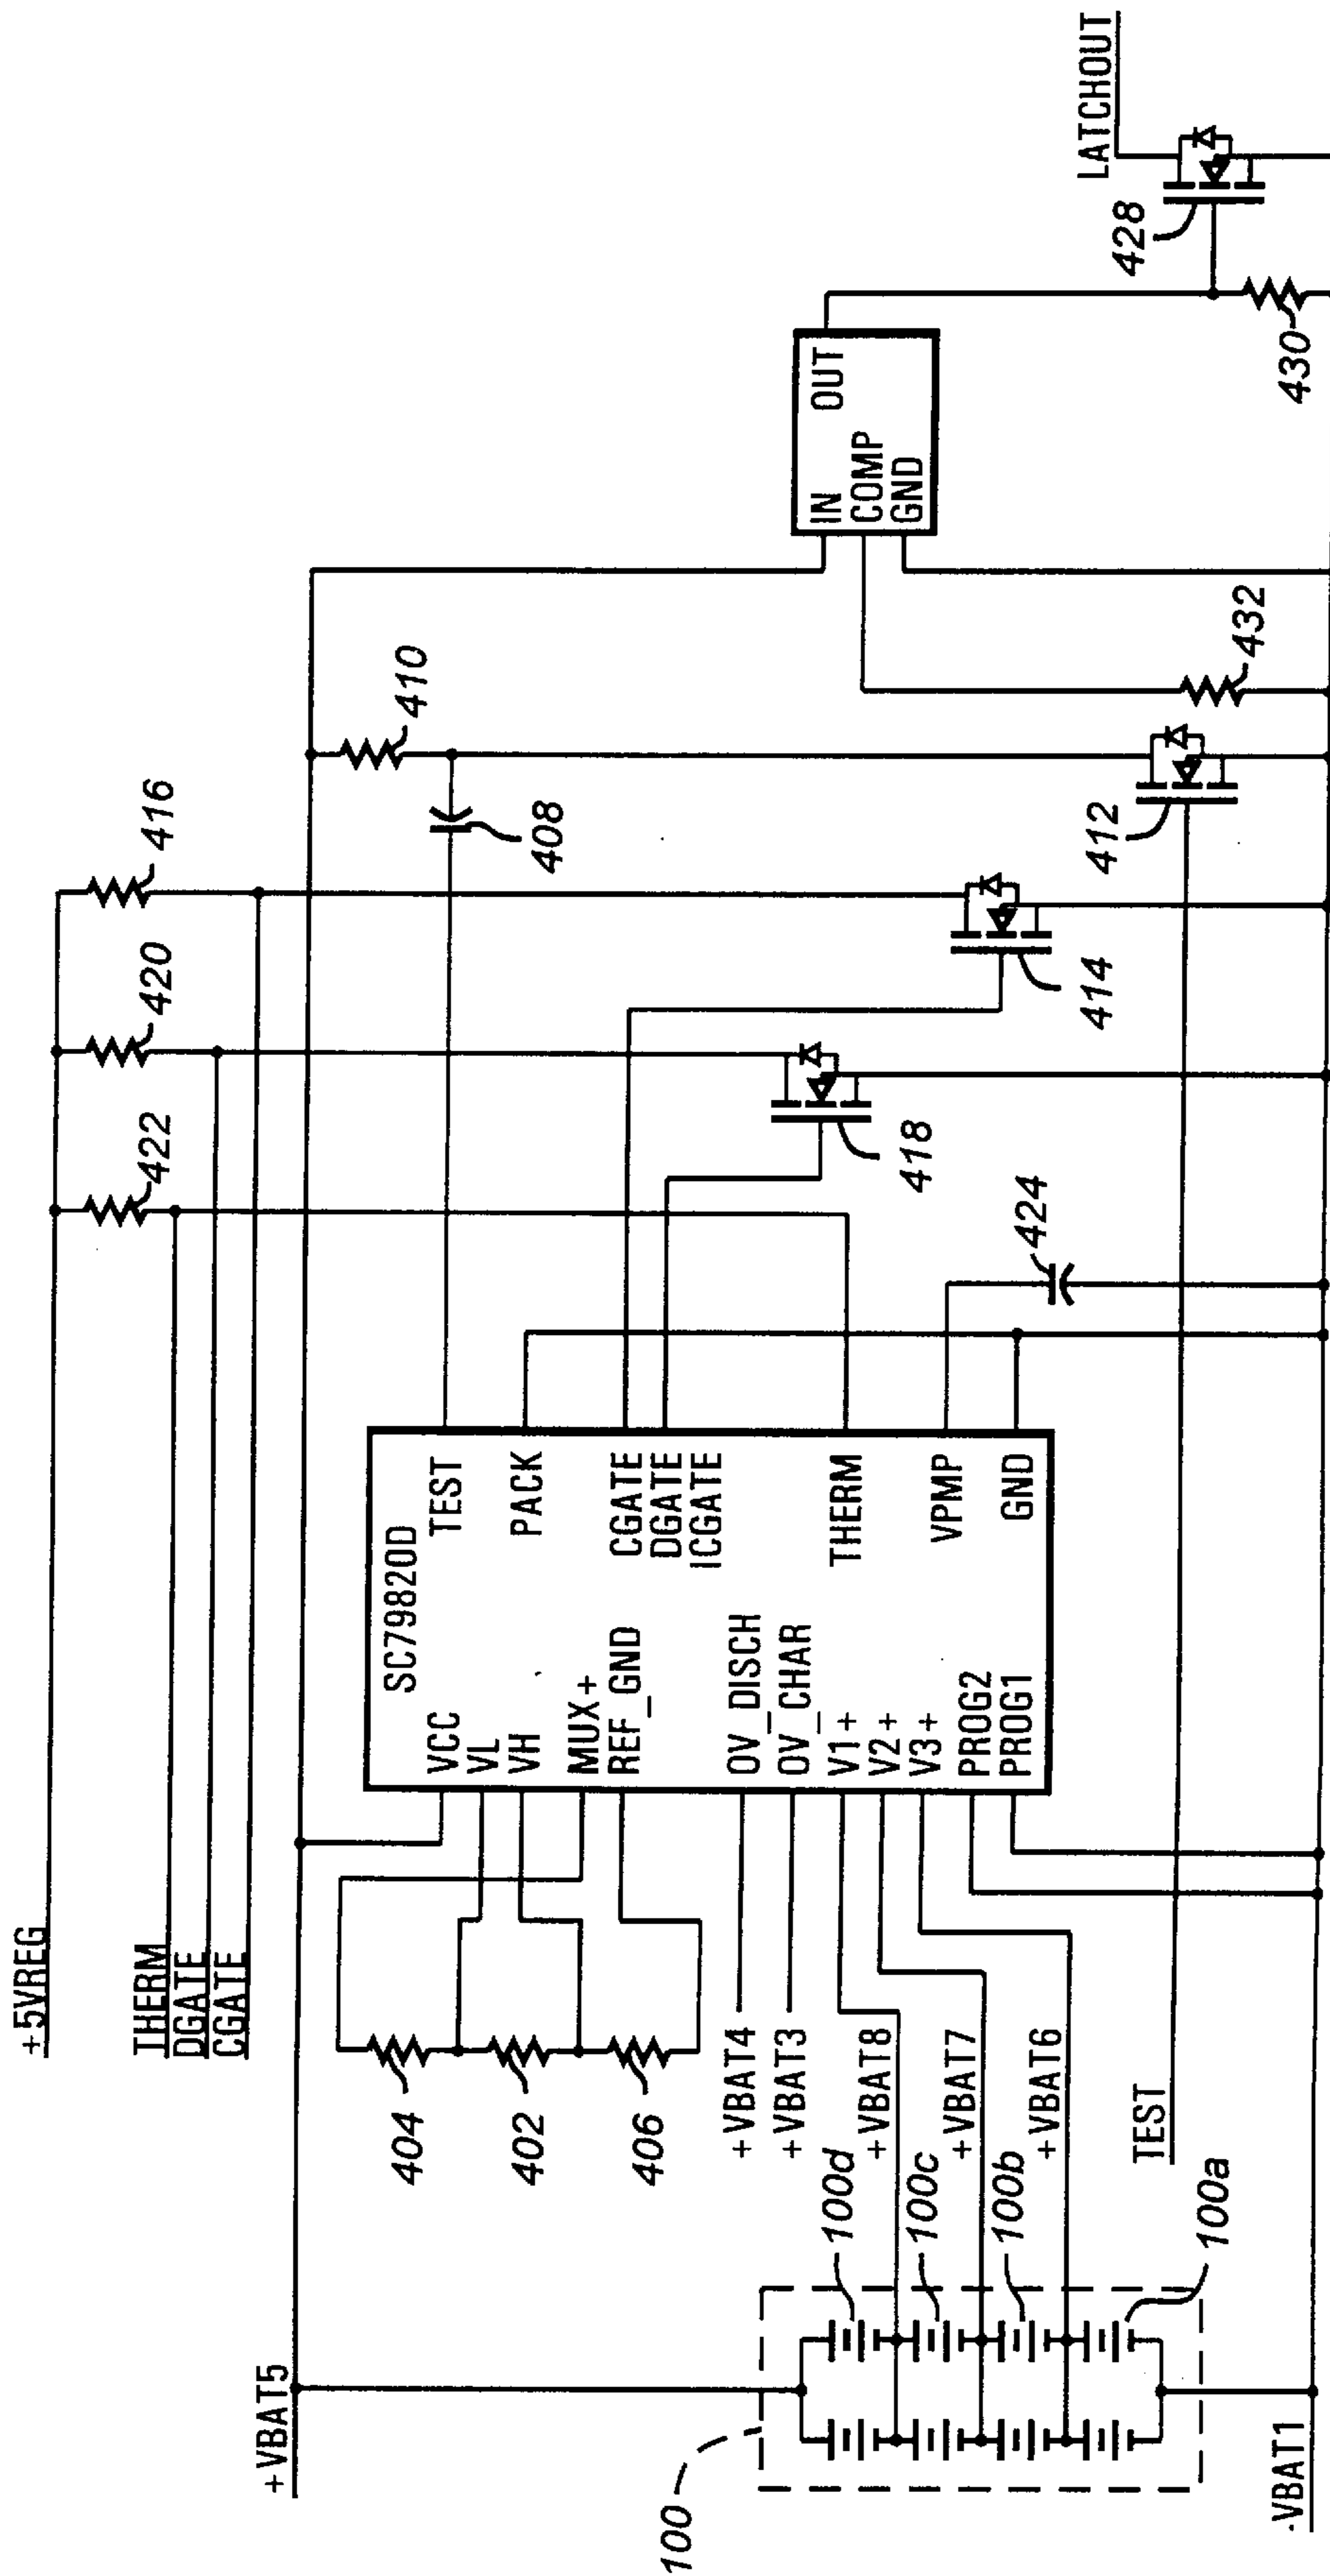 ±5VREG
THERM
DGATE
CGATE
422
420
416
+VBAT5
410
408
404
402
406
SC79820D
VCC
VL
VH
MUX+
REF_GND
OV_DISCH
OV_CHAR
V1+
V2+
V3+
PROG2
PROG1
TEST
PACK
CGATE
DGATE
ICGATE
THERM
VPMP
GND
+VBAT4
+VBAT3
+VBAT8
+VBAT7
+VBAT6
100
100d
100c
100b
100a
TEST
-VBAT1
418
414
412
424
432
IN
COMP
GND
OUT
428
430
LATCHOUT